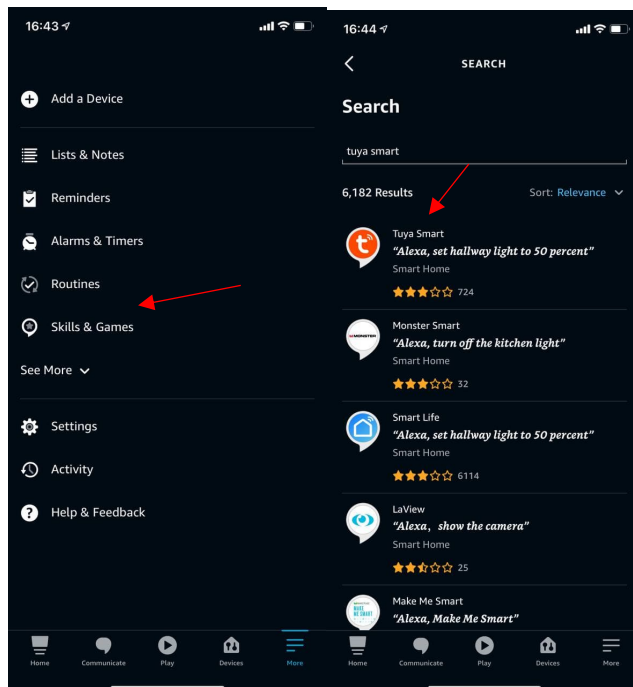 16:43
Add a Device
Lists & Notes
Reminders
Alarms & Timers
Routines
Skills & Games
See More
Settings
Activity
Help & Feedback
Home
Communicate
Play
Devices
More
16:44
SEARCH
Search
tuya smart
6,182 Results
Sort: Relevance
Tuya Smart
“Alexa, set hallway light to 50 percent”
Smart Home
724
MONSTER
Monster Smart
“Alexa, turn off the kitchen light”
Smart Home
32
Smart Life
“Alexa, set hallway light to 50 percent”
Smart Home
6114
LaView
“Alexa，show the camera”
Smart Home
25
MAKE
ME SMART
Make Me Smart
“Alexa, Make Me Smart”
Home
Communicate
Play
Devices
More